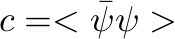 c = < ψ̄ψ >